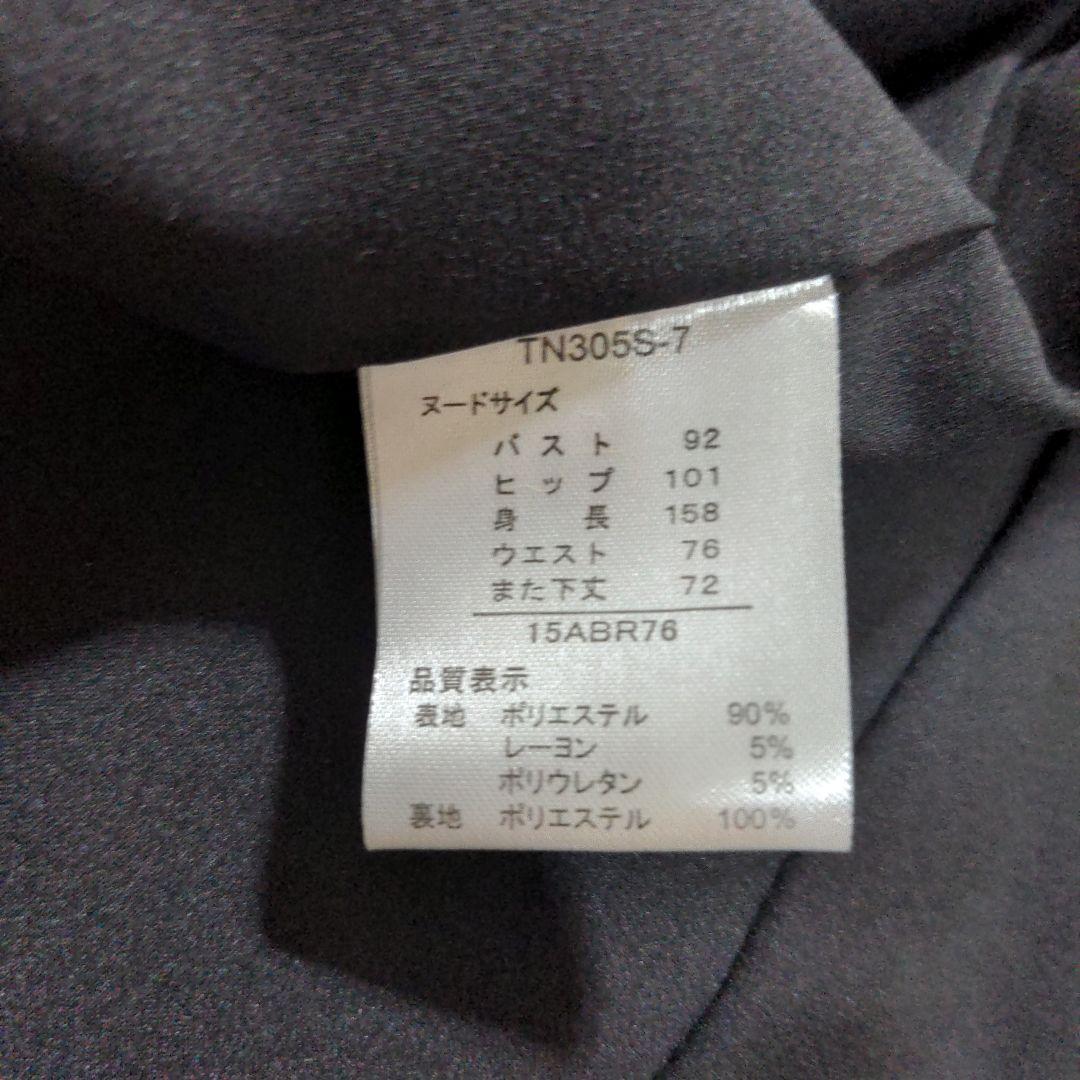 TN305S-7
ヌードサイズ
バスト 92
ヒップ 101
身長 158
ウエスト 76
また下丈 72
15ABR76
品質表示
表地 ポリエステル 90%
レーヨン 5%
ポリウレタン 5%
裏地 ポリエステル 100%